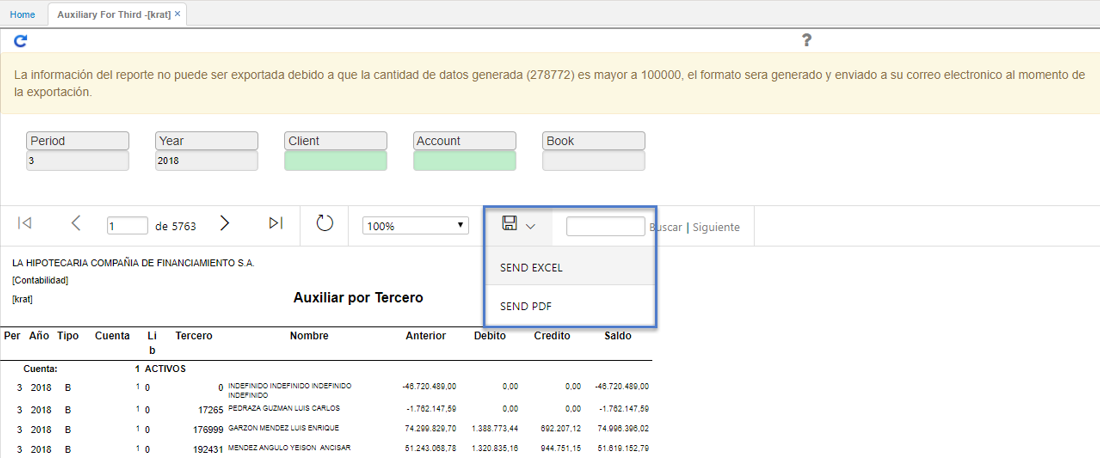 Home Auxiliary For Third -[krat] ×
?
La información del reporte no puede ser exportada debido a que la cantidad de datos generada (278772) es mayor a 100000, el formato sera generado y enviado a su correo electronico al momento de
la exportación.
Period Year Client Account Book
3 2018
1 de 5763 100% Buscar | Siguiente
SEND EXCEL
SEND PDF
LA HIPOTECARIA COMPAÑIA DE FINANCIAMIENTO S.A.
[Contabilidad]
[krat]
Auxiliar por Tercero
Per Año Tipo Cuenta Li Tercero Nombre Anterior Debito Credito Saldo
b
Cuenta: 1 ACTIVOS
3 2018 B 1 0 0 INDEFINIDO INDEFINIDO INDEFINIDO -46.720.489,00 0,00 0,00 -46.720.489,00
INDEFINIDO
3 2018 B 1 0 17265 PEDRAZA GUZMAN LUIS CARLOS -1.762.147,59 0,00 0,00 -1.762.147,59
3 2018 B 1 0 176999 GARZON MENDEZ LUIS ENRIQUE 74.299.829,70 1.388.773,44 692.207,12 74.996.396,02
3 2018 B 1 0 192431 MENDEZ ANGULO YEISON ANCISAR 51.243.068,78 1.320.835,16 944.751,15 51.619.152,79